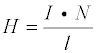 H = I • N / l